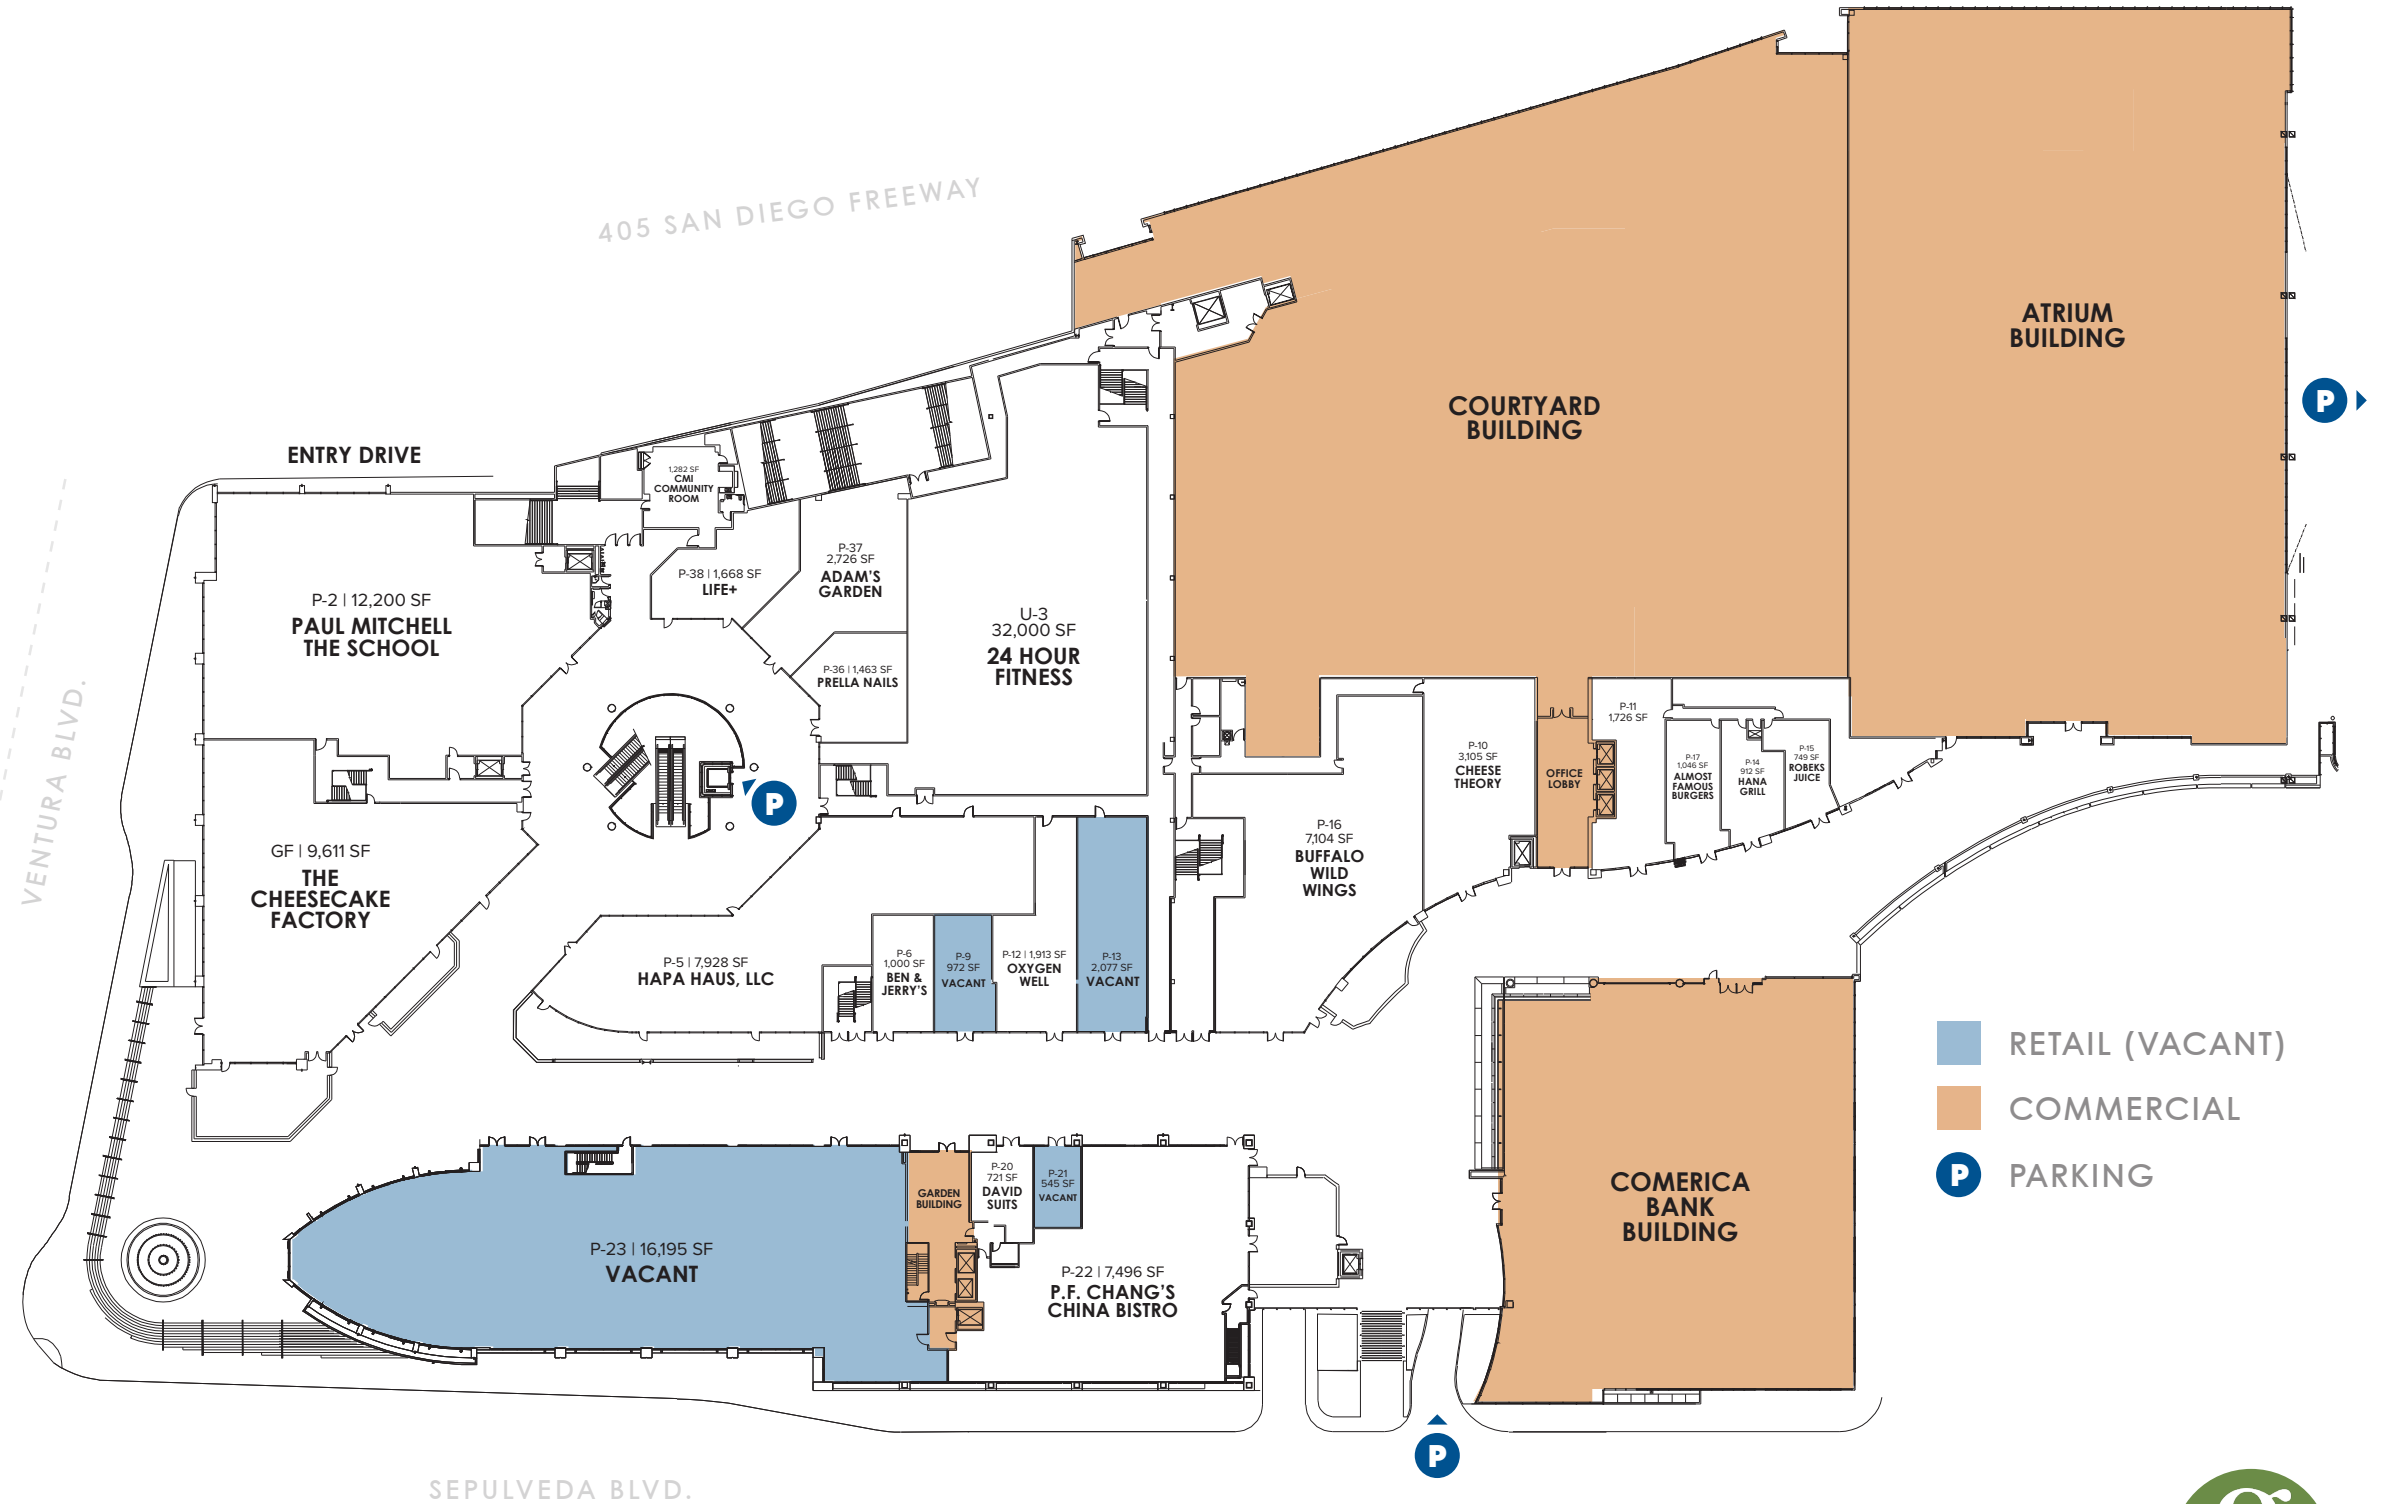 405 SAN DIEGO FREEWAY
ENTRY DRIVE
VENTURA BLVD.
ATRIUM
BUILDING
P
COURTYARD
BUILDING
1,282 SF
CMI
COMMUNITY
ROOM
P-38 | 1,668 SF
LIFE+
P-37
2,726 SF
ADAM'S
GARDEN
P-2 | 12,200 SF
PAUL MITCHELL
THE SCHOOL
U-3
32,000 SF
24 HOUR
FITNESS
P-36 | 1,463 SF
PRELLA NAILS
P
P-11
1,726 SF
P-10
3,105 SF
CHEESE
THEORY
OFFICE
LOBBY
P-17
1,046 SF
ALMOST
FAMOUS
BURGERS
P-14
912 SF
HANA
GRILL
P-15
749 SF
ROBEKS
JUICE
P-16
7,104 SF
BUFFALO
WILD
WINGS
GF | 9,611 SF
THE
CHEESECAKE
FACTORY
P-5 | 7,928 SF
HAPA HAUS, LLC
P-6
1,000 SF
BEN &
JERRY'S
P-9
972 SF
VACANT
P-12 | 1,913 SF
OXYGEN
WELL
P-13
2,077 SF
VACANT
RETAIL (VACANT)
COMMERCIAL
P PARKING
P-23 | 16,195 SF
VACANT
GARDEN
BUILDING
P-20
721 SF
DAVID
SUITS
P-21
545 SF
VACANT
P-22 | 7,496 SF
P.F. CHANG'S
CHINA BISTRO
COMERICA
BANK
BUILDING
P
SEPULVEDA BLVD.